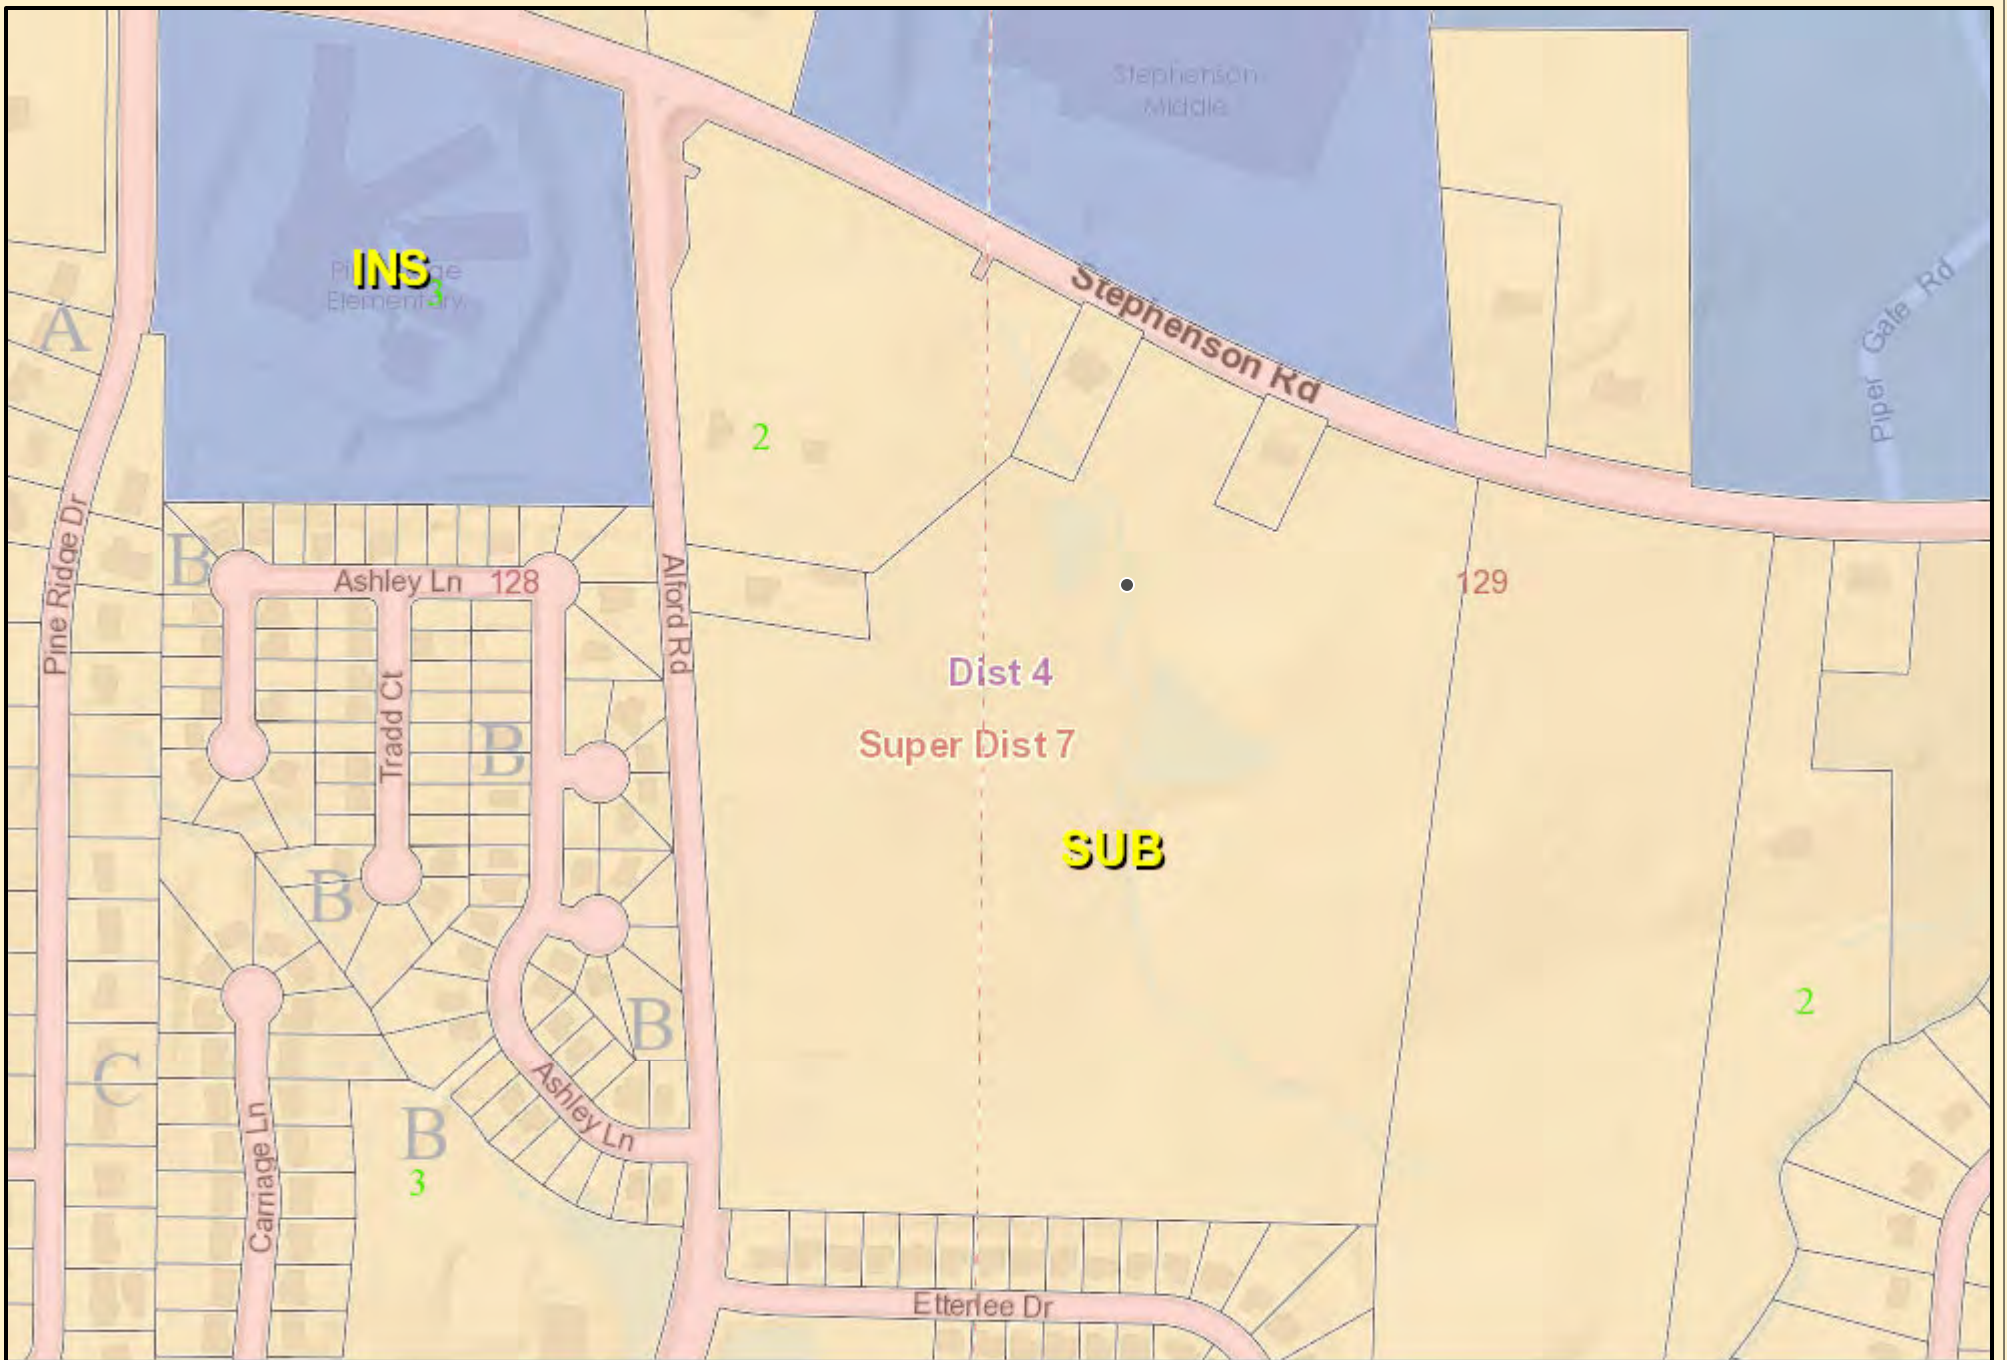 Stephenson
Middle
INS
3
Elementary
A
Stephenson Rd
Piper Gate Rd
2
B
Ashley Ln
128
129
Pine Ridge Dr
Alford Rd
Dist 4
Tradd Ct
B
Super Dist 7
SUB
B
2
B
C
Ashley Ln
B
Carriage Ln
3
Etterlee Dr